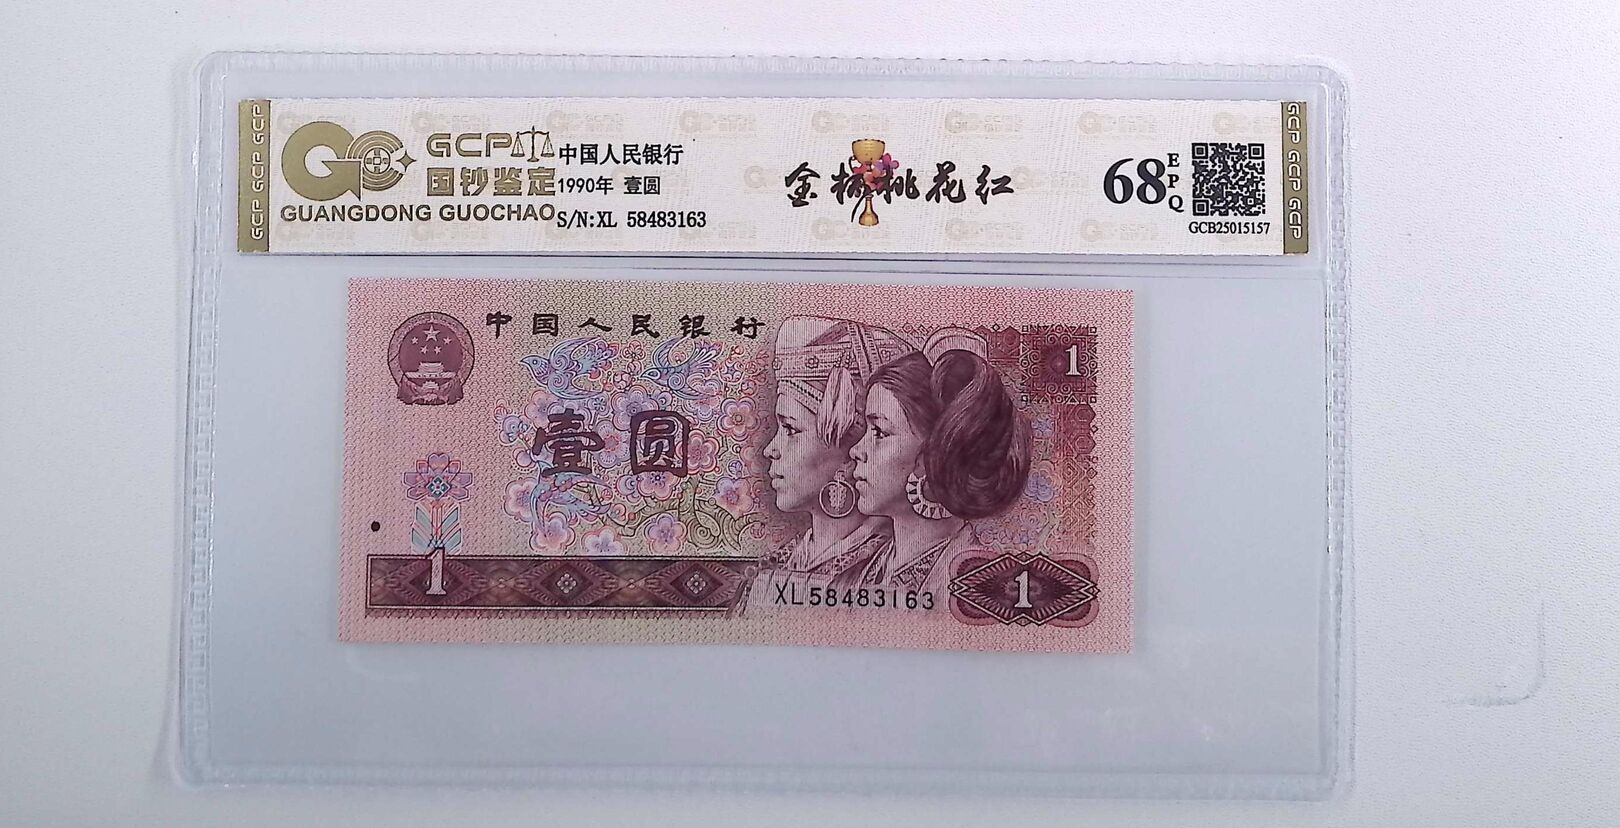 GCP GCP GCP
GCP
国钞鉴定
GUANGDONG GUOCHAO
中国人民银行
1990年 壹圆
S/N:XL 58483163
金杯桃花红
68
EPQ
GCB25015157
GCP GCP GCP
中国人民银行
1
壹圆
1
XL58483163
1